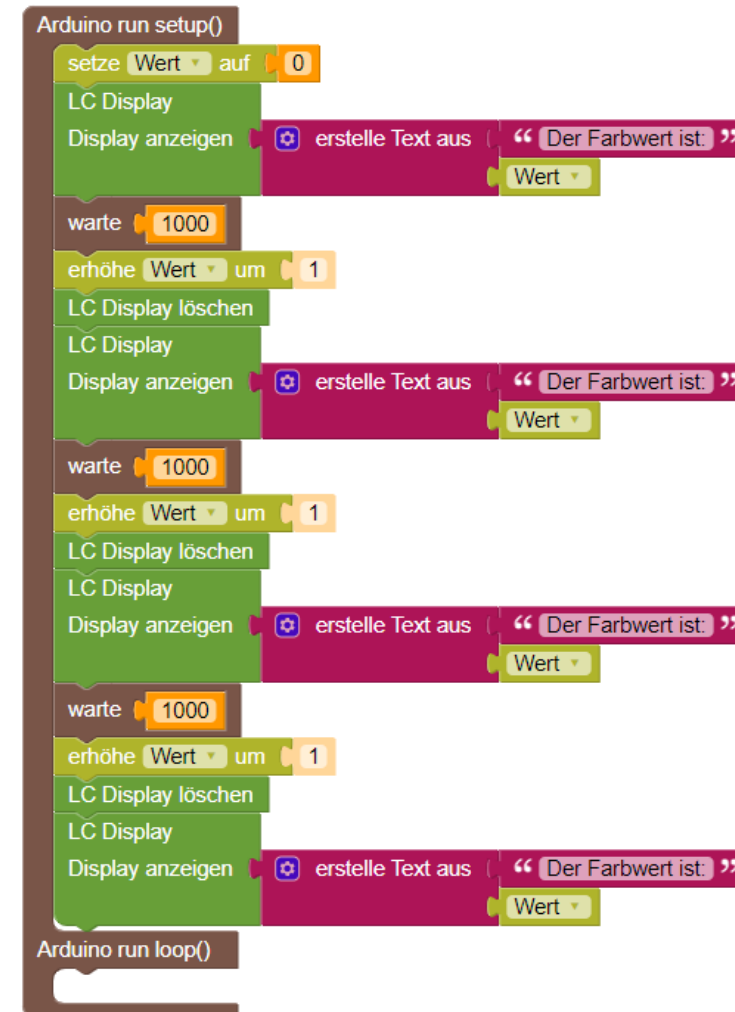 Arduino run setup()
setze Wert auf 0
LC Display
Display anzeigen erstelle Text aus “ Der Farbwert ist: ”
Wert
warte 1000
erhöhe Wert um 1
LC Display löschen
LC Display
Display anzeigen erstelle Text aus “ Der Farbwert ist: ”
Wert
warte 1000
erhöhe Wert um 1
LC Display löschen
LC Display
Display anzeigen erstelle Text aus “ Der Farbwert ist: ”
Wert
warte 1000
erhöhe Wert um 1
LC Display löschen
LC Display
Display anzeigen erstelle Text aus “ Der Farbwert ist: ”
Wert
Arduino run loop()